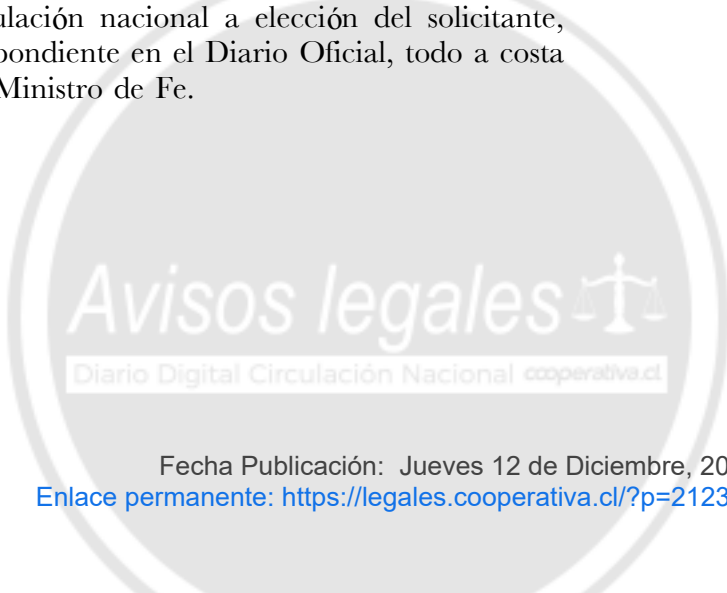 ulación nacional a elección del solicitante,
pondiente en el Diario Oficial, todo a costa
Ministro de Fe.
Avisos legales
Diario Digital Circulación Nacional cooperativa.cl
Fecha Publicación: Jueves 12 de Diciembre, 20
Enlace permanente: https://legales.cooperativa.cl/?p=2123